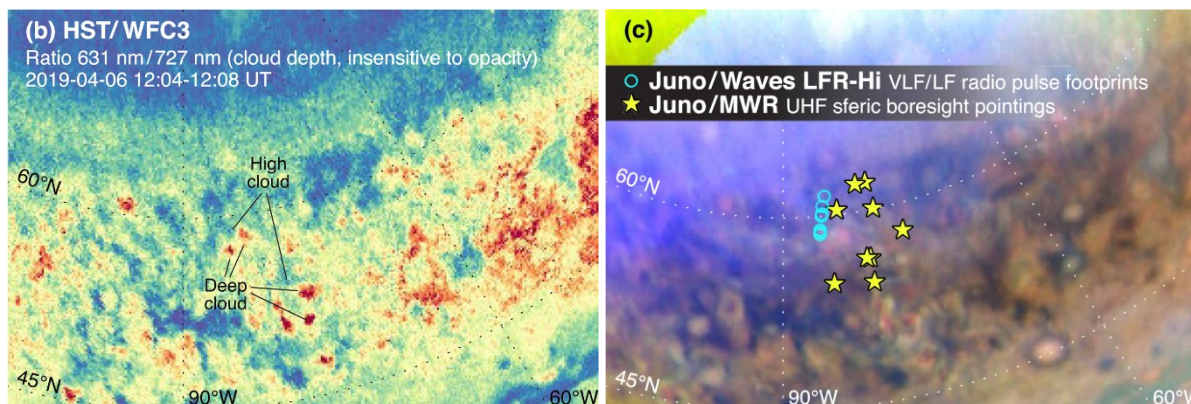 (b) HST/WFC3
Ratio 631 nm/727 nm (cloud depth, insensitive to opacity)
2019-04-06 12:04-12:08 UT
High
cloud
60°N
Deep
cloud
45°N
90°W
(c)
Juno/Waves LFR-Hi VLF/LF radio pulse footprints
Juno/MWR UHF sferic boresight pointings
60°N
45°N
90°W
60°W